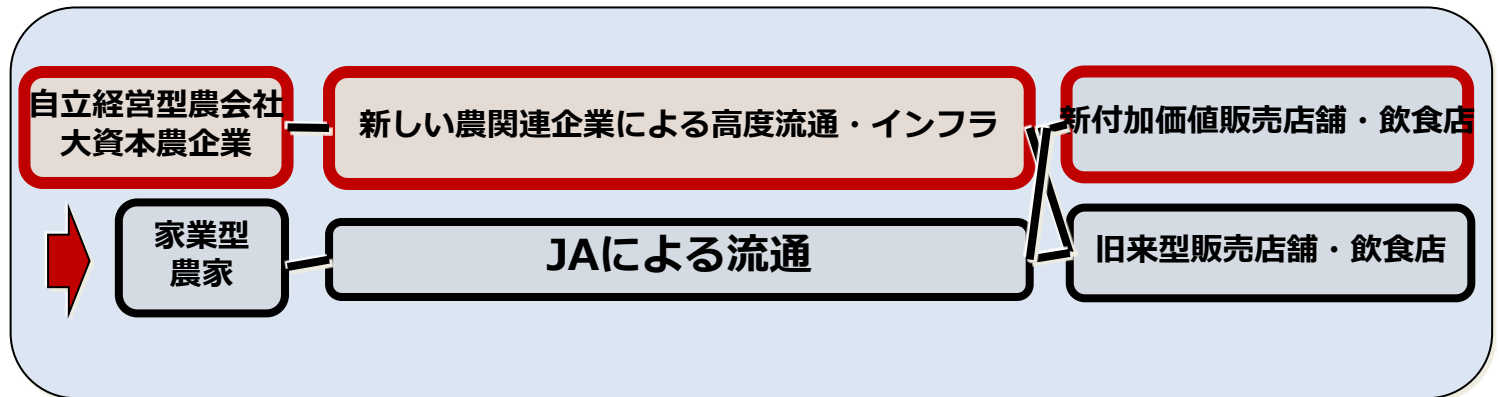 自立経営型農会社
大資本農企業
新しい農関連企業による高度流通・インフラ
新付加価値販売店舗・飲食店
家業型
農家
JAによる流通
旧来型販売店舗・飲食店